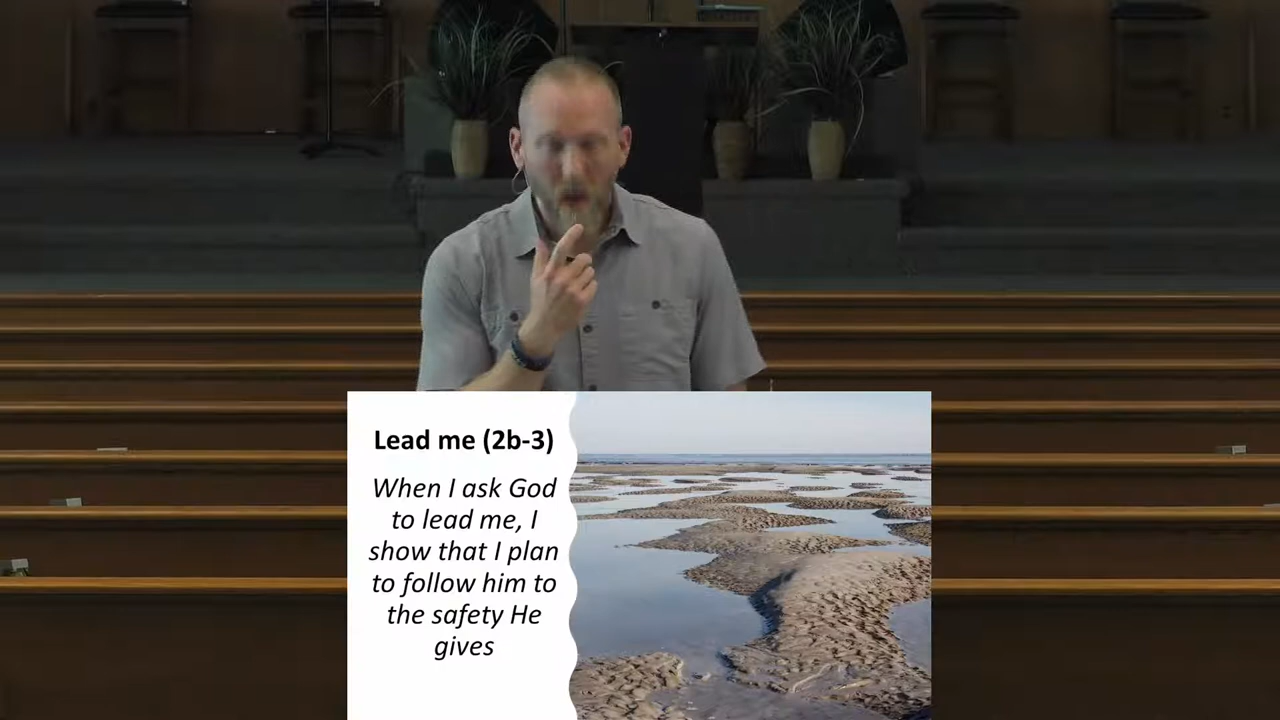 Lead me (2b-3)
When I ask God
to lead me, I
show that I plan
to follow him to
the safety He
gives